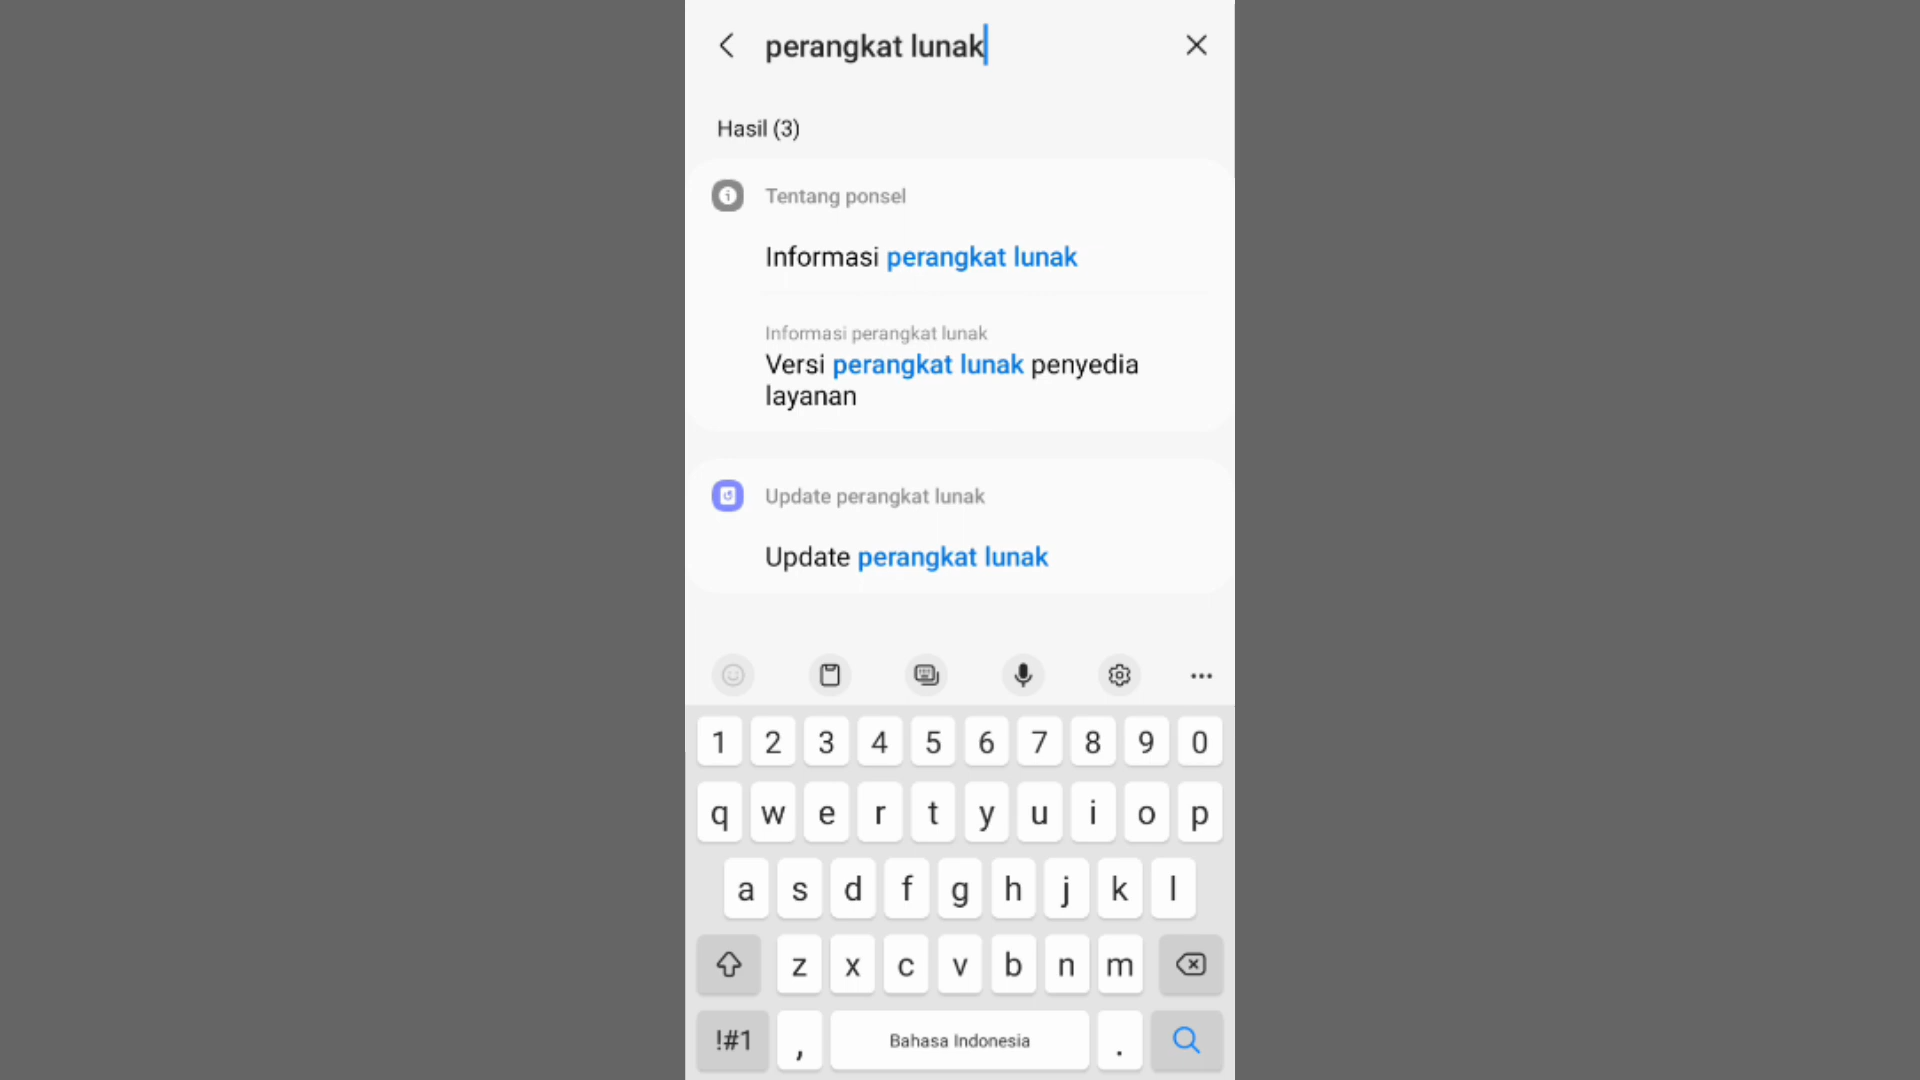 perangkat lunak
Hasil (3)
Tentang ponsel
Informasi perangkat lunak
Informasi perangkat lunak
Versi perangkat lunak penyedia
layanan
Update perangkat lunak
Update perangkat lunak
1 2 3 4 5 6 7 8 9 0
q w e r t y u i o p
a s d f g h j k l
z x c v b n m
!#1 , Bahasa Indonesia .